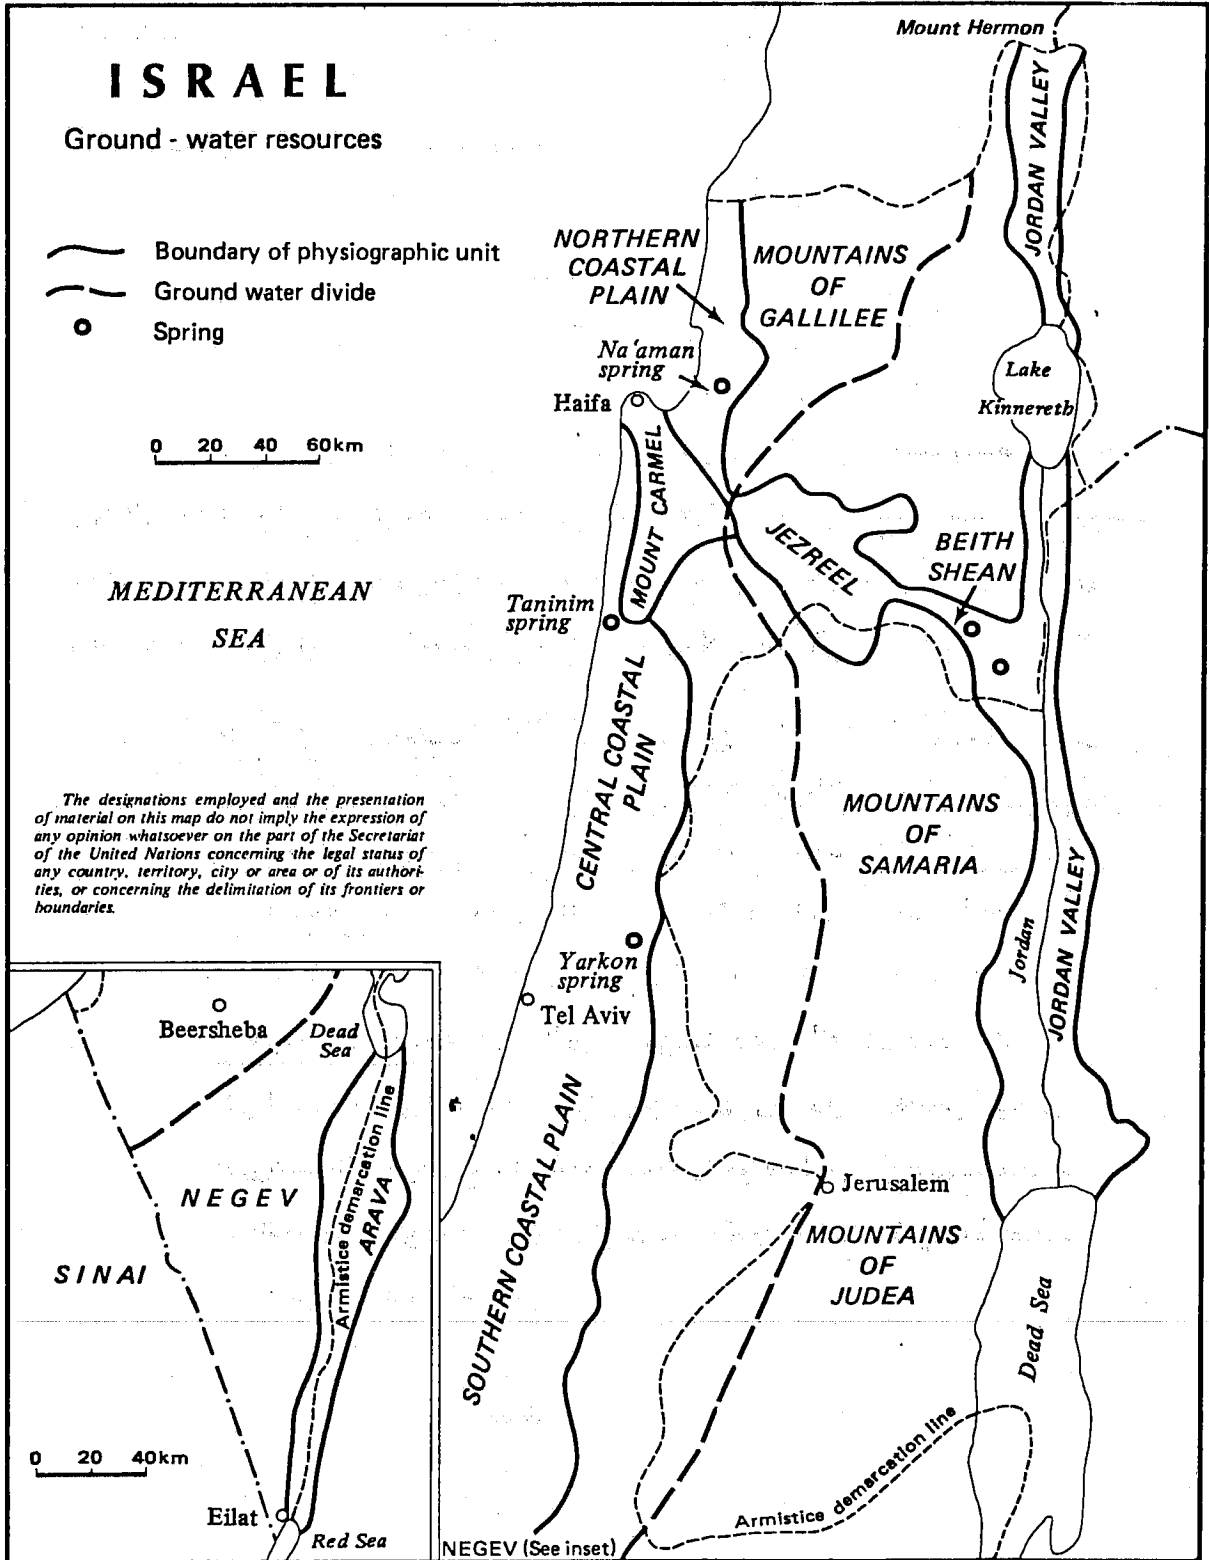 ISRAEL
Ground - water resources
Boundary of physiographic unit
Ground water divide
Spring
0 20 40 60km
MEDITERRANEAN
SEA
The designations employed and the presentation
of material on this map do not imply the expression of
any opinion whatsoever on the part of the Secretariat
of the United Nations concerning the legal status of
any country, territory, city or area or of its authori-
ties, or concerning the delimitation of its frontiers or
boundaries.
Mount Hermon
JORDAN VALLEY
NORTHERN
COASTAL
PLAIN
MOUNTAINS
OF
GALLILEE
Na'aman
spring
Haifa
Lake
Kinnereth
MOUNT CARMEL
JEZREEL
BEITH
SHEAN
Taninim
spring
CENTRAL COASTAL
PLAIN
MOUNTAINS
OF
SAMARIA
Jordan
JORDAN VALLEY
Yarkon
spring
Tel Aviv
SOUTHERN COASTAL PLAIN
Jerusalem
MOUNTAINS
OF
JUDEA
Dead Sea
Armistice demarcation line
NEGEV (See inset)
Beersheba
Dead
Sea
NEGEV
Armistice demarcation line
ARAVA
SINAI
0 20 40km
Eilat
Red Sea